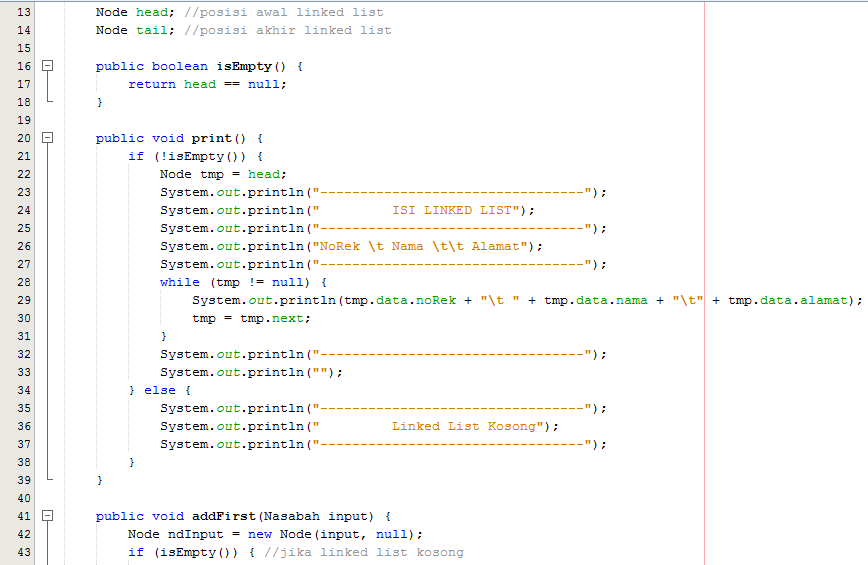 13 Node head; //posisi awal linked list
14 Node tail; //posisi akhir linked list
15
16 public boolean isEmpty() {
17 return head == null;
18 }
19
20 public void print() {
21 if (!isEmpty()) {
22 Node tmp = head;
23 System.out.println("---------------------------------");
24 System.out.println("         ISI LINKED LIST");
25 System.out.println("---------------------------------");
26 System.out.println("NoRek \t Nama \t\t Alamat");
27 System.out.println("---------------------------------");
28 while (tmp != null) {
29 System.out.println(tmp.data.noRek + "\t " + tmp.data.nama + "\t" + tmp.data.alamat);
30 tmp = tmp.next;
31 }
32 System.out.println("---------------------------------");
33 System.out.println("");
34 } else {
35 System.out.println("---------------------------------");
36 System.out.println("         Linked List Kosong");
37 System.out.println("---------------------------------");
38 }
39 }
40
41 public void addFirst(Nasabah input) {
42 Node ndInput = new Node(input, null);
43 if (isEmpty()) { //jika linked list kosong